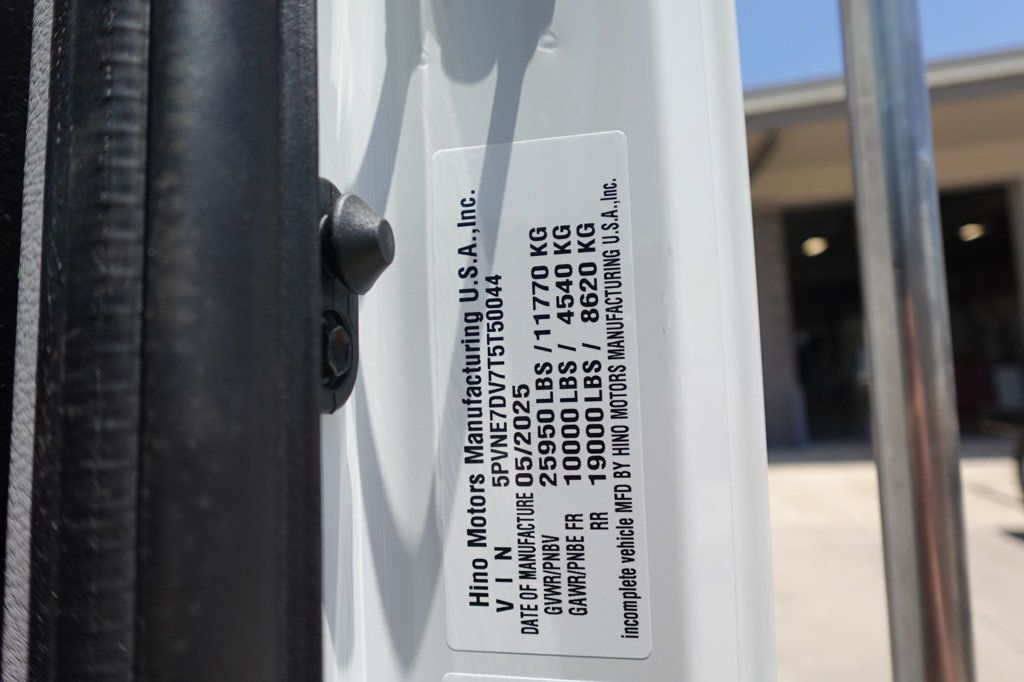 Hino Motors Manufacturing U.S.A.,Inc.
V I N 5PVNE7DV7T5T50044
DATE OF MANUFACTURE 05/2025
GVWR/PNBV 25950 LBS / 11770 KG
GAWR/PNBE FR 10000 LBS / 4540 KG
RR 19000 LBS / 8620 KG
incomplete vehicle MFD BY HINO MOTORS MANUFACTURING U.S.A.,Inc.